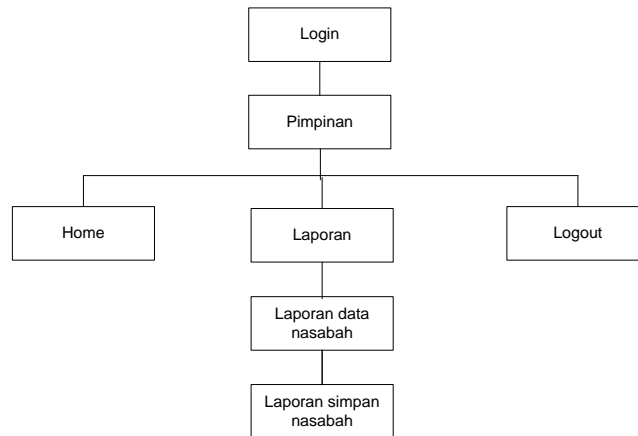 Login
Pimpinan
Home
Laporan
Logout
Laporan data
nasabah
Laporan simpan
nasabah